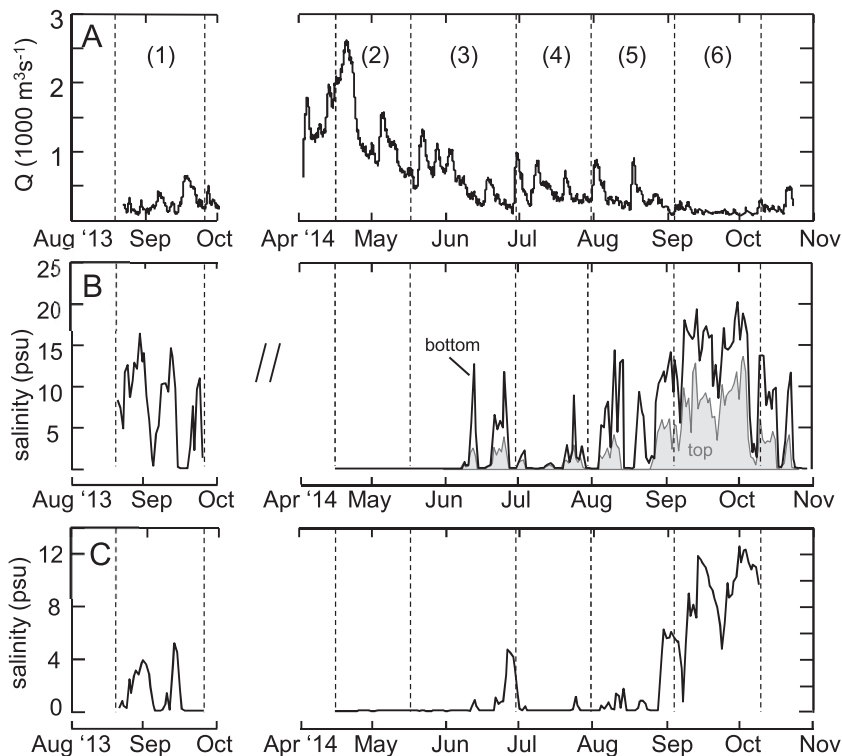 3
A
(1)
(2)
(3)
(4)
(5)
(6)
2
1
Q (1000 m³s⁻¹)
Aug ‘13 Sep Oct Apr ‘14 May Jun Jul Aug Sep Oct Nov
25
B
20
15
10
5
salinity (psu)
//
bottom
top
Aug ‘13 Sep Oct Apr ‘14 May Jun Jul Aug Sep Oct Nov
C
12
8
4
0
salinity (psu)
Aug ‘13 Sep Oct Apr ‘14 May Jun Jul Aug Sep Oct Nov